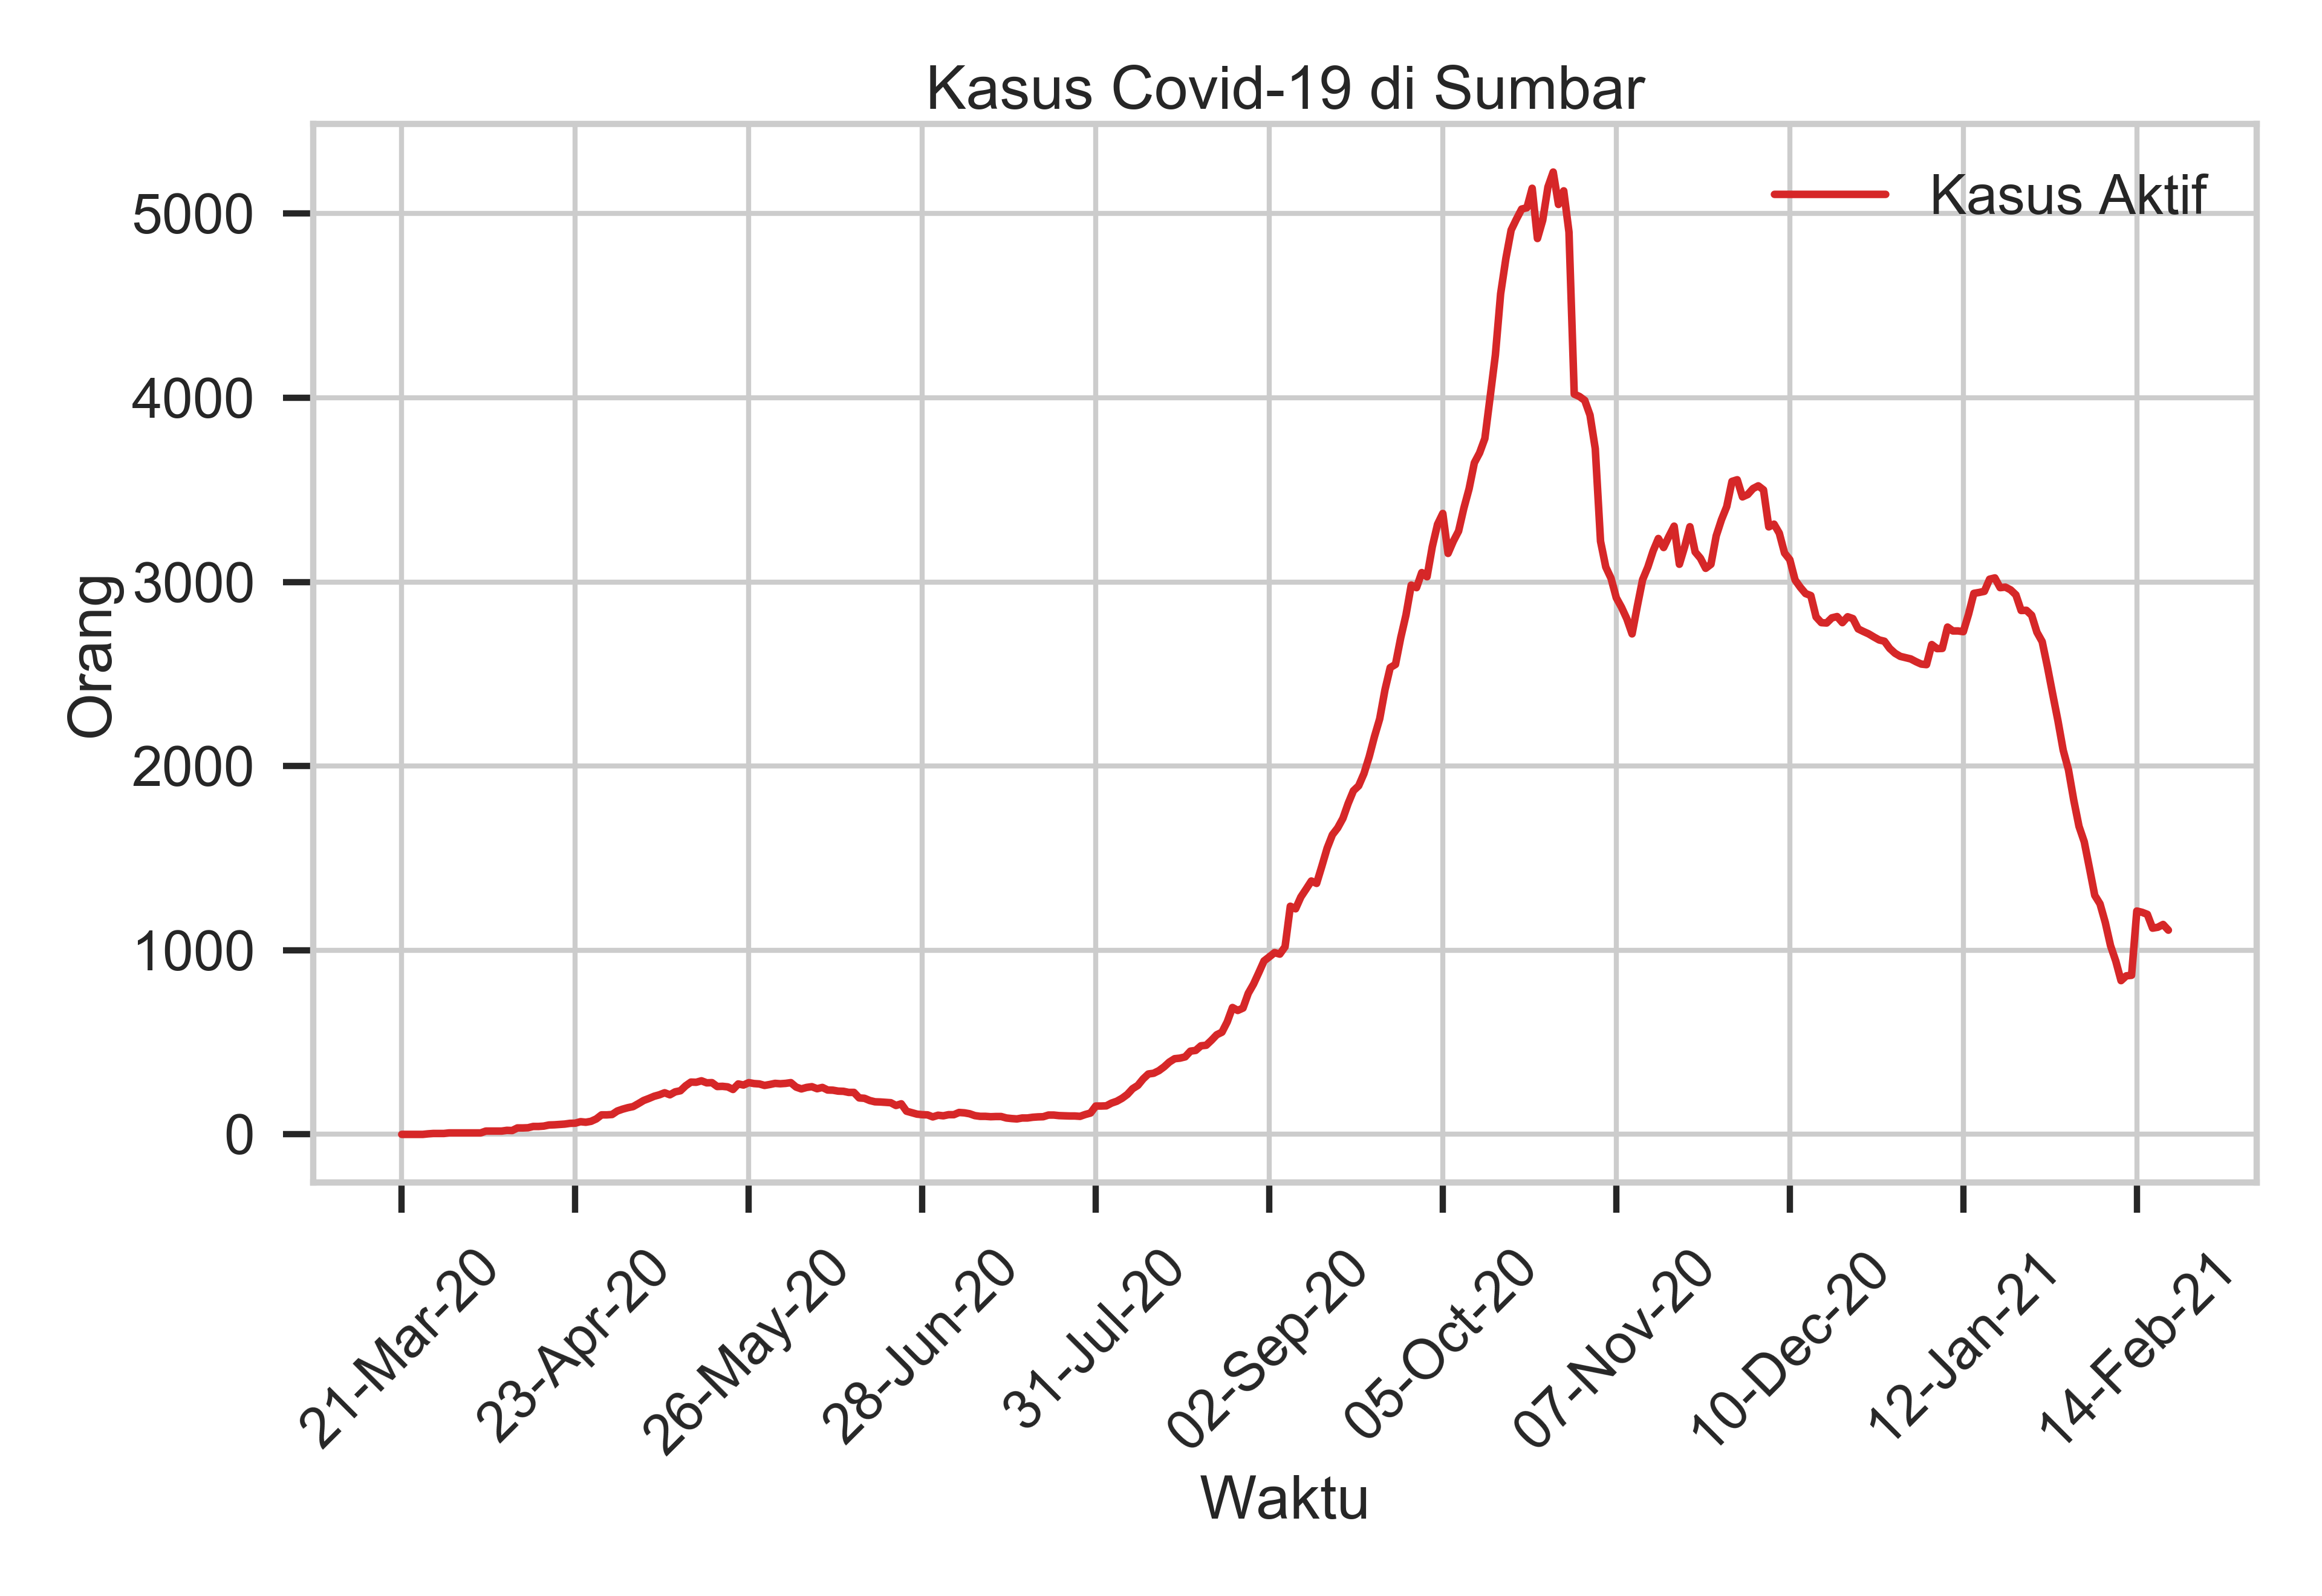 Kasus Covid-19 di Sumbar
Kasus Aktif
Orang
5000
4000
3000
2000
1000
0
21-Mar-20
23-Apr-20
26-May-20
28-Jun-20
31-Jul-20
02-Sep-20
05-Oct-20
07-Nov-20
10-Dec-20
12-Jan-21
14-Feb-21
Waktu